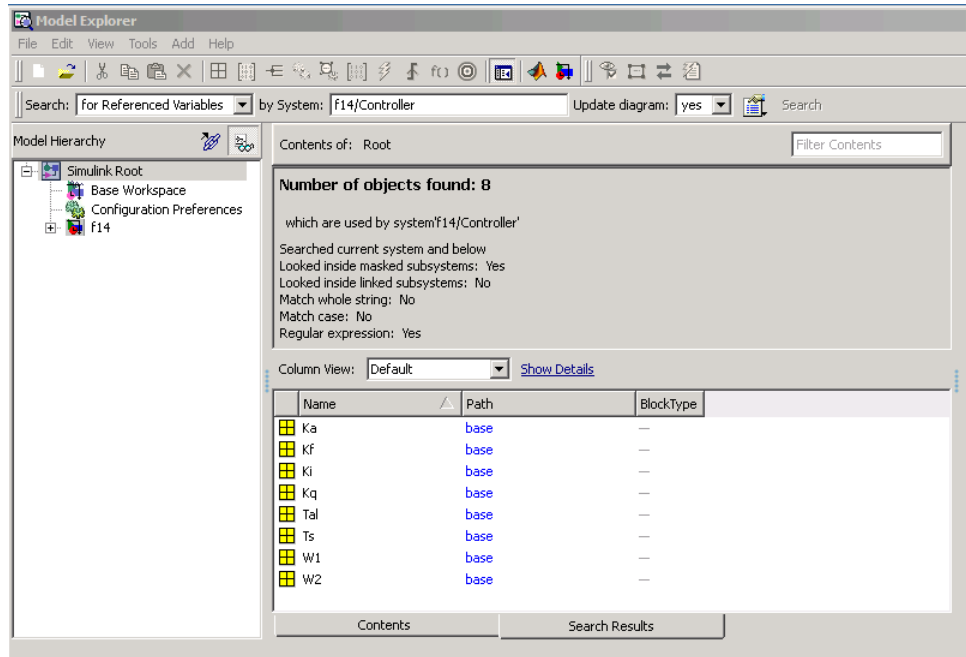 Model Explorer
File Edit View Tools Add Help
Search: for Referenced Variables by System: f14/Controller Update diagram: yes Search
Model Hierarchy
Simulink Root
Base Workspace
Configuration Preferences
f14
Contents of: Root Filter Contents
Number of objects found: 8
which are used by system'f14/Controller'
Searched current system and below
Looked inside masked subsystems: Yes
Looked inside linked subsystems: No
Match whole string: No
Match case: No
Regular expression: Yes
Column View: Default Show Details
Name Path BlockType
Ka base —
Kf base —
Ki base —
Kq base —
Tal base —
Ts base —
W1 base —
W2 base —
Contents Search Results